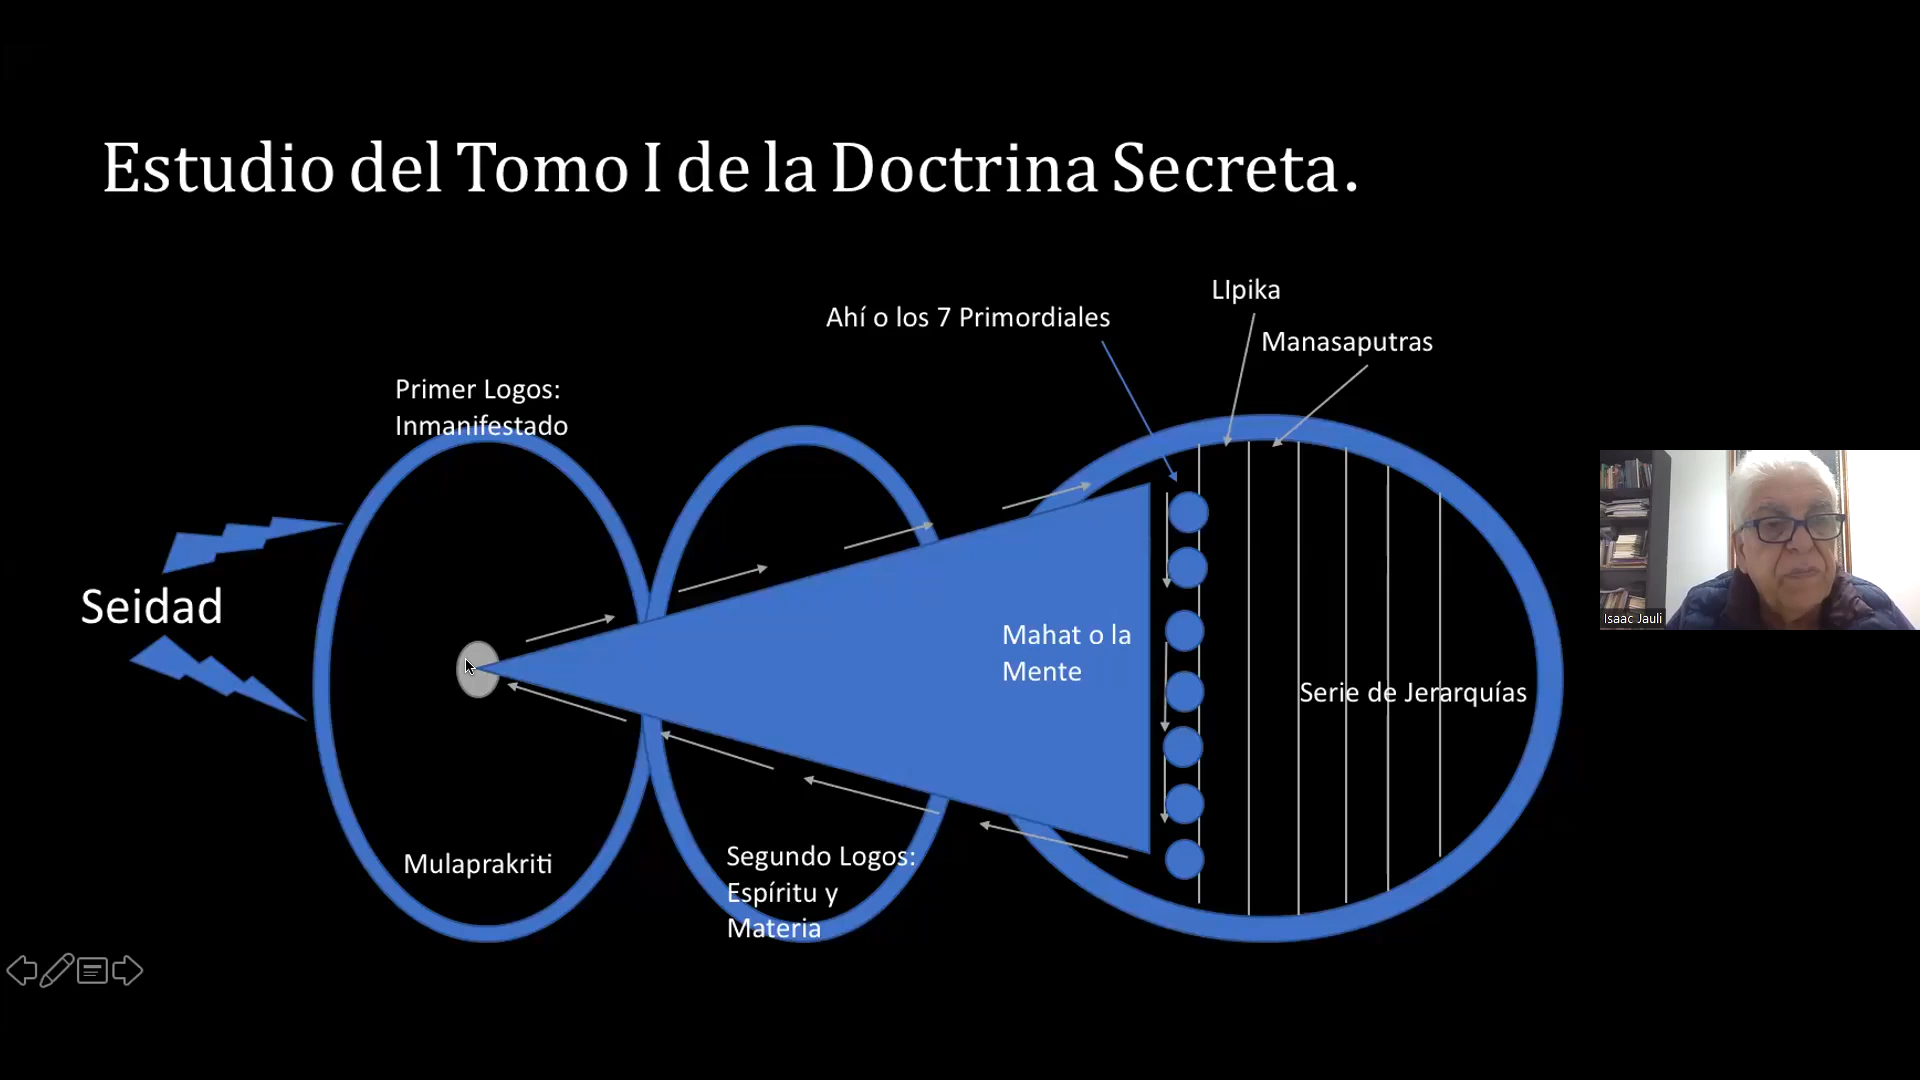 Estudio del Tomo I de la Doctrina Secreta.
LIpika
Ahí o los 7 Primordiales
Manasaputras
Primer Logos:
Inmanifestado
Seidad
Mahat o la
Mente
Serie de Jerarquías
Mulaprakriti
Segundo Logos:
Espíritu y
Materia
Isaac Jauli